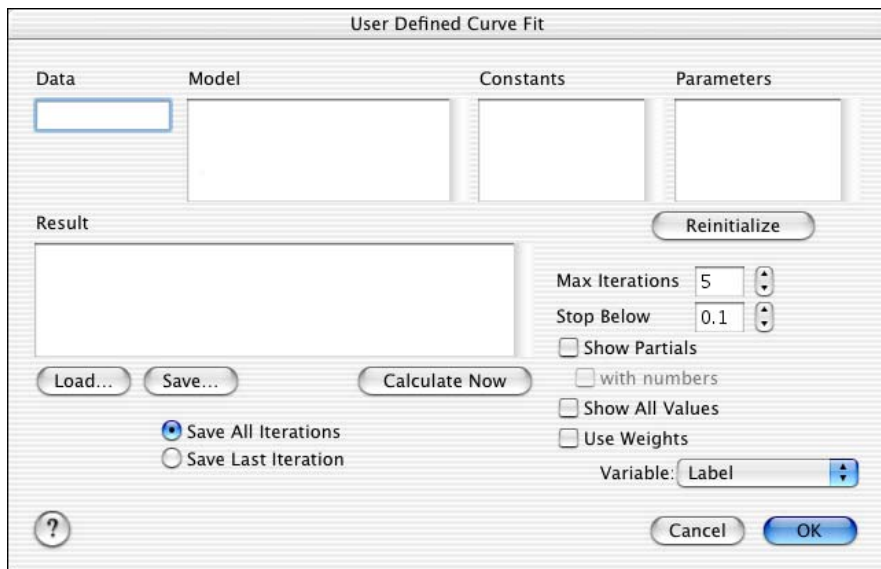 User Defined Curve Fit
Data Model Constants Parameters
Reinitialize
Result
Max Iterations 5
Stop Below 0.1
Show Partials
with numbers
Show All Values
Use Weights
Variable: Label
Load... Save... Calculate Now
Save All Iterations
Save Last Iteration
? Cancel OK